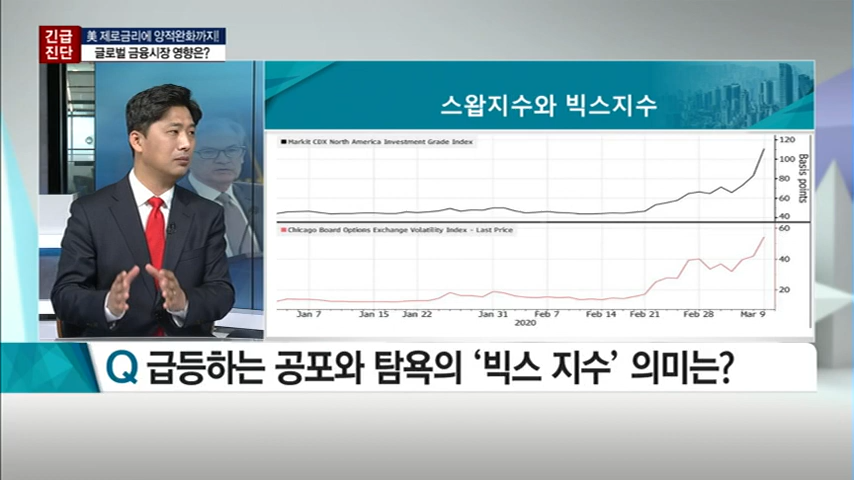 긴급
진단
美 제로금리에 양적완화까지!
글로벌 금융시장 영향은?
스왑지수와 빅스지수
Markit CDX North America Investment Grade Index
120
100
80
60
40
Basis points
Chicago Board Options Exchange Volatility Index - Last Price
60
40
20
Jan 7
Jan 15
Jan 22
Jan 31
Feb 7
Feb 14
Feb 21
Feb 28
Mar 9
2020
Q 급등하는 공포와 탐욕의 ‘빅스 지수’ 의미는?